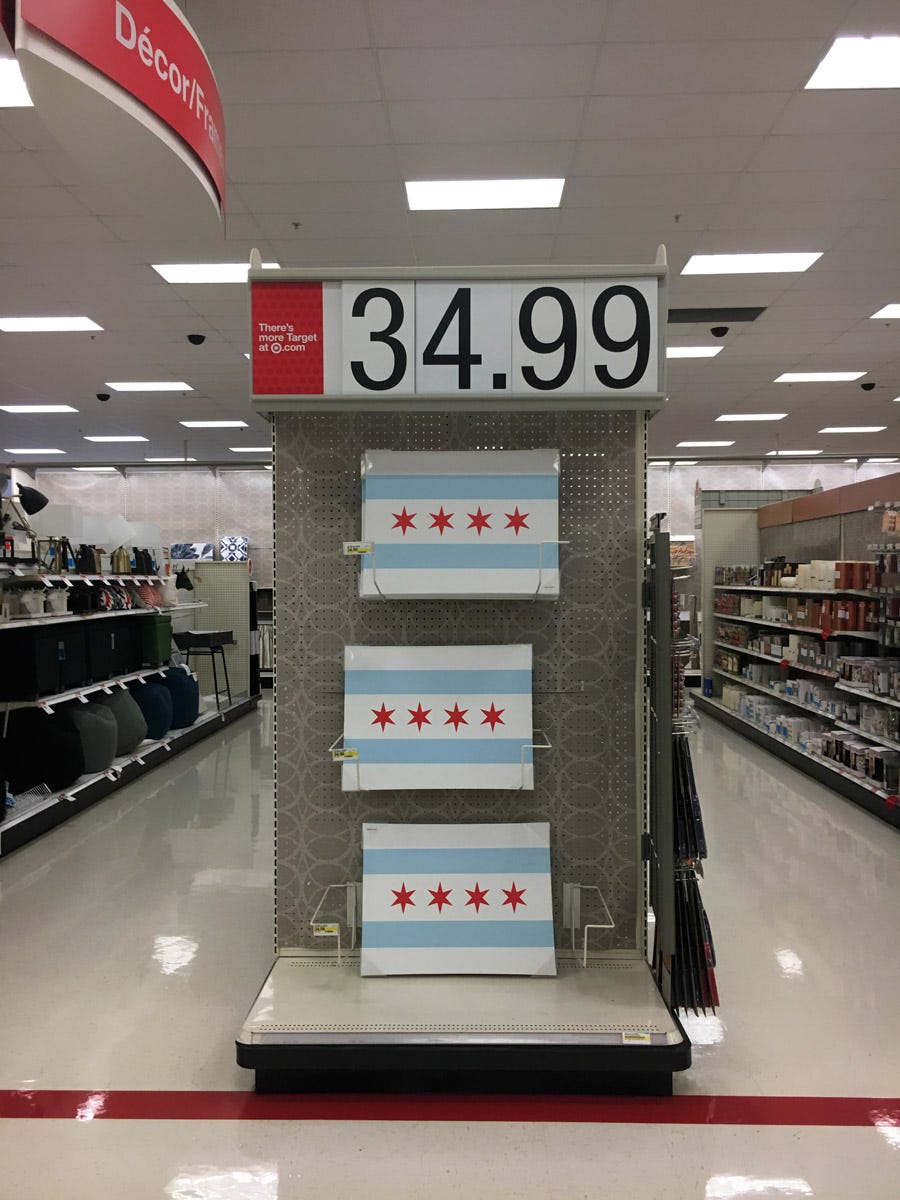 Décor/Fra
There's
more Target
at .com
34.99